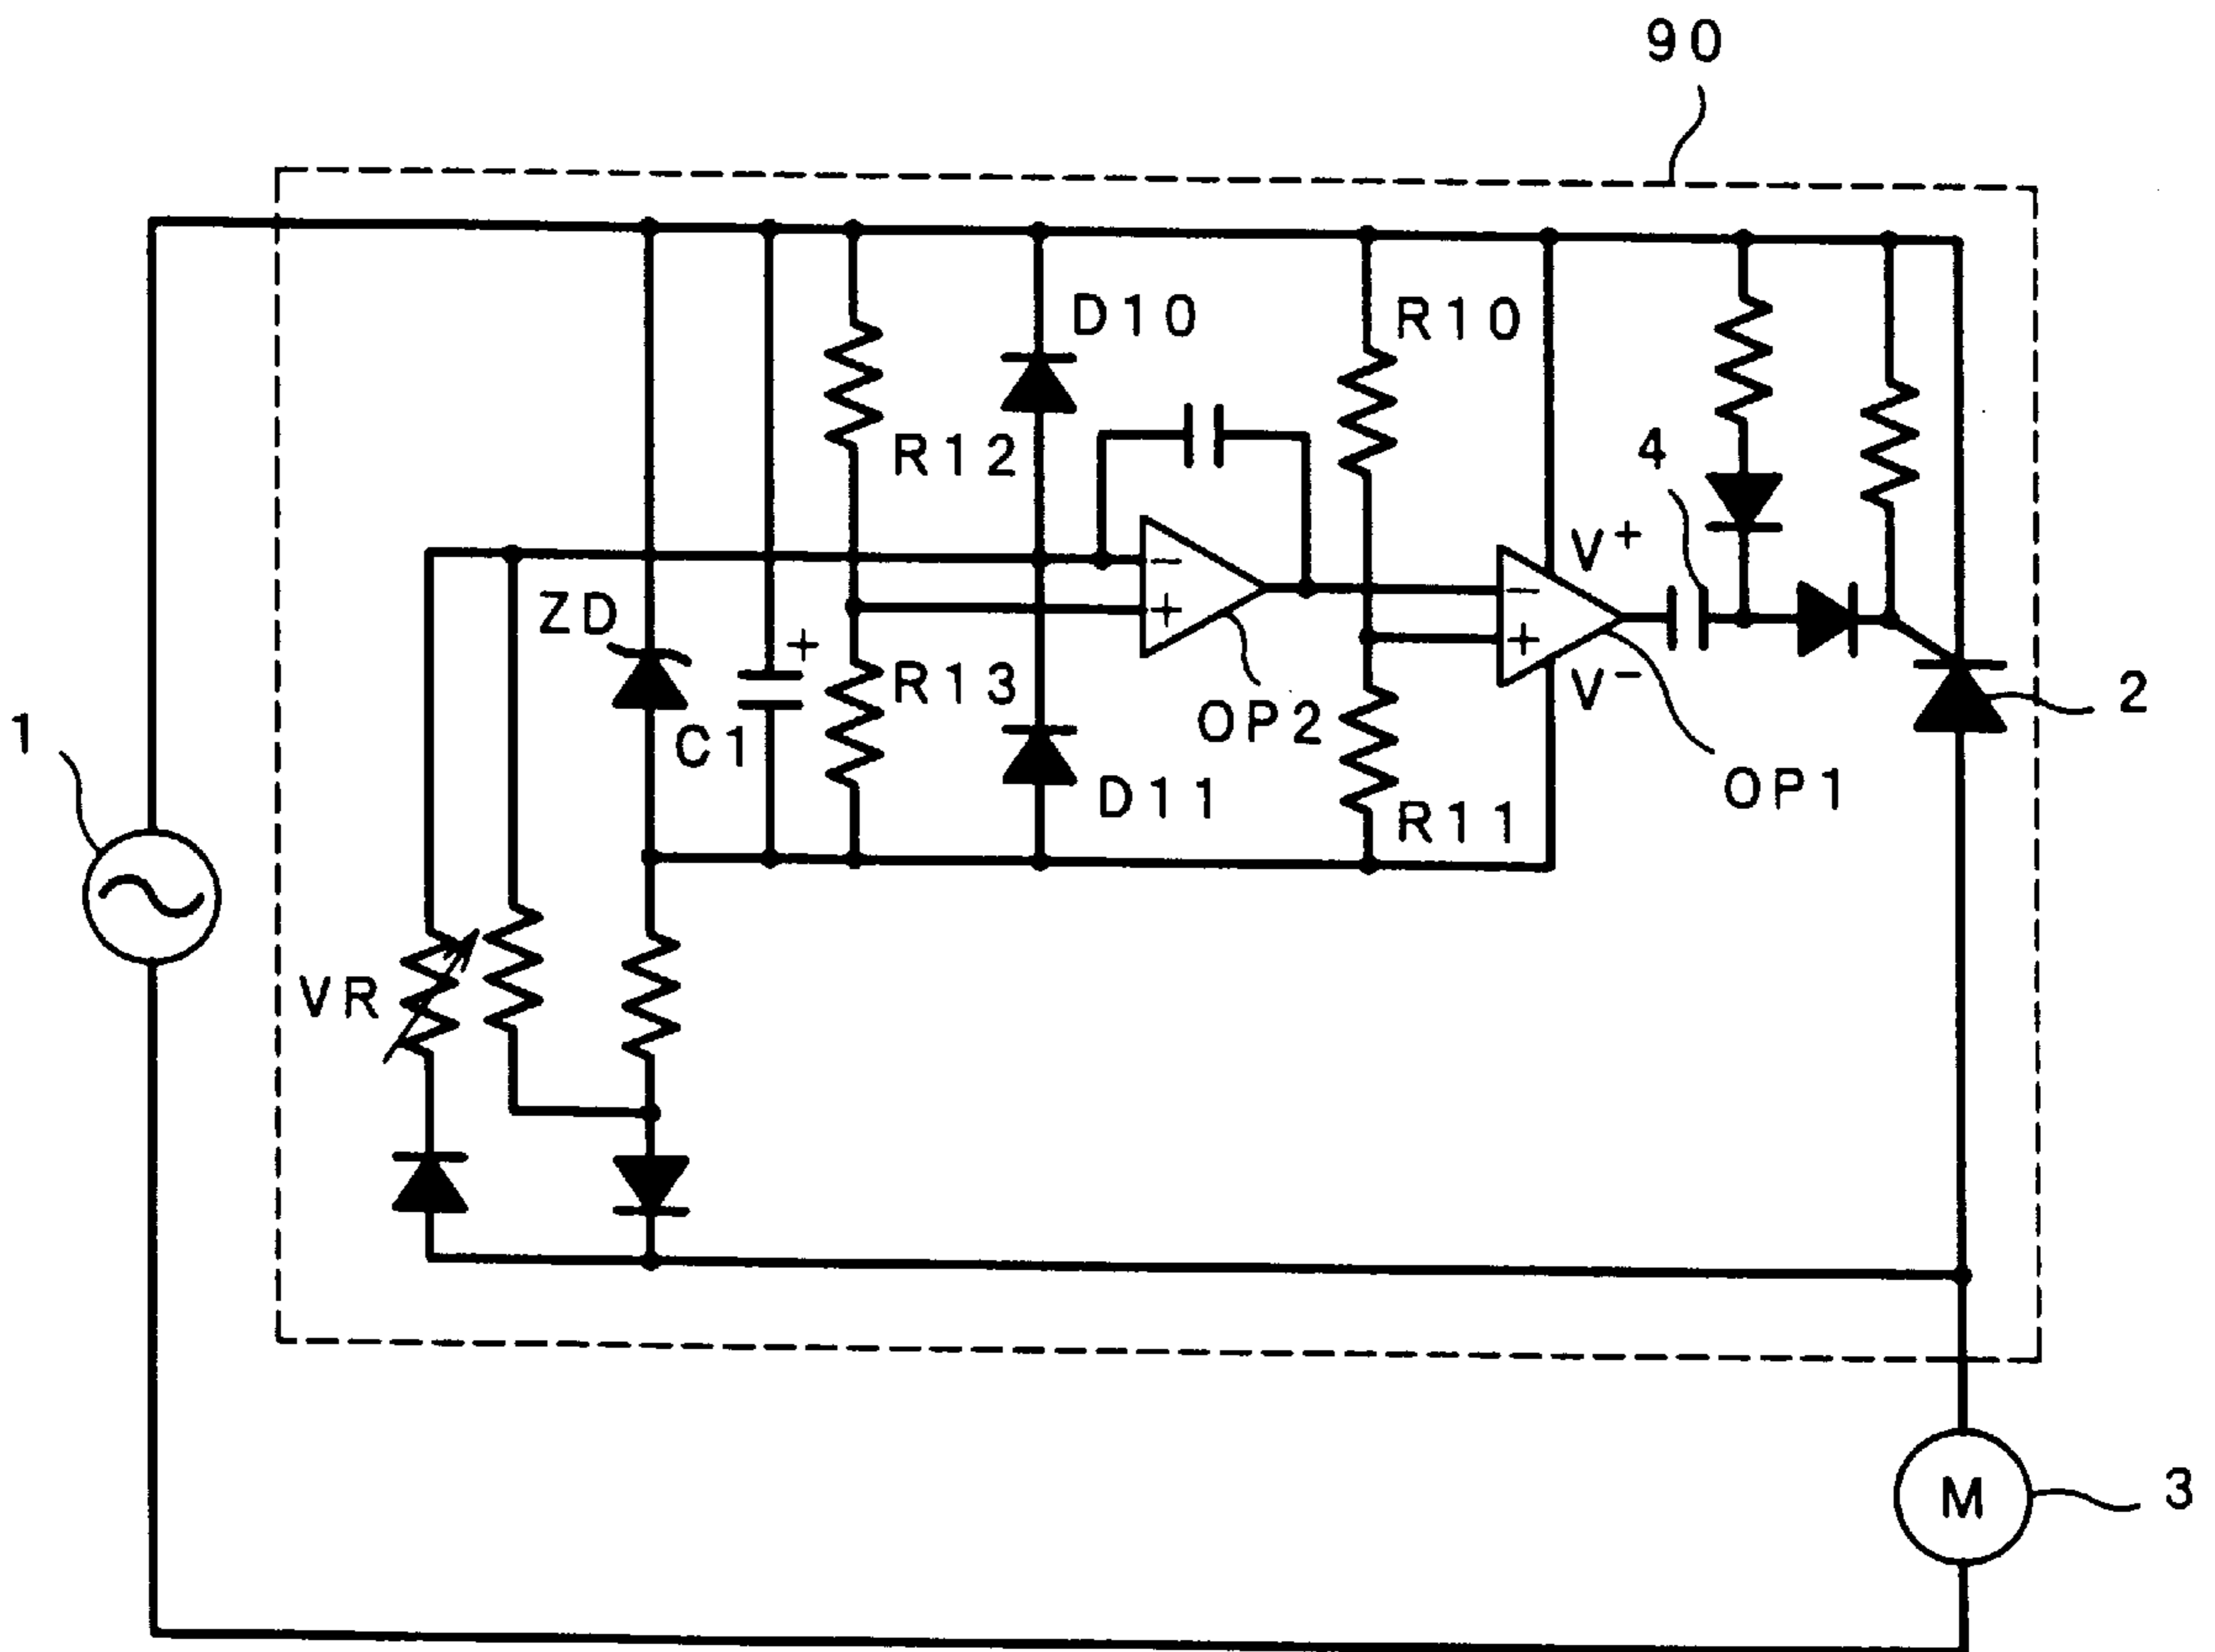 90
D10
R10
R12
4
V+
−
−
ZD
+
+
+
R13
V−
2
1
C1
OP2
D11
OP1
R11
VR
M
3